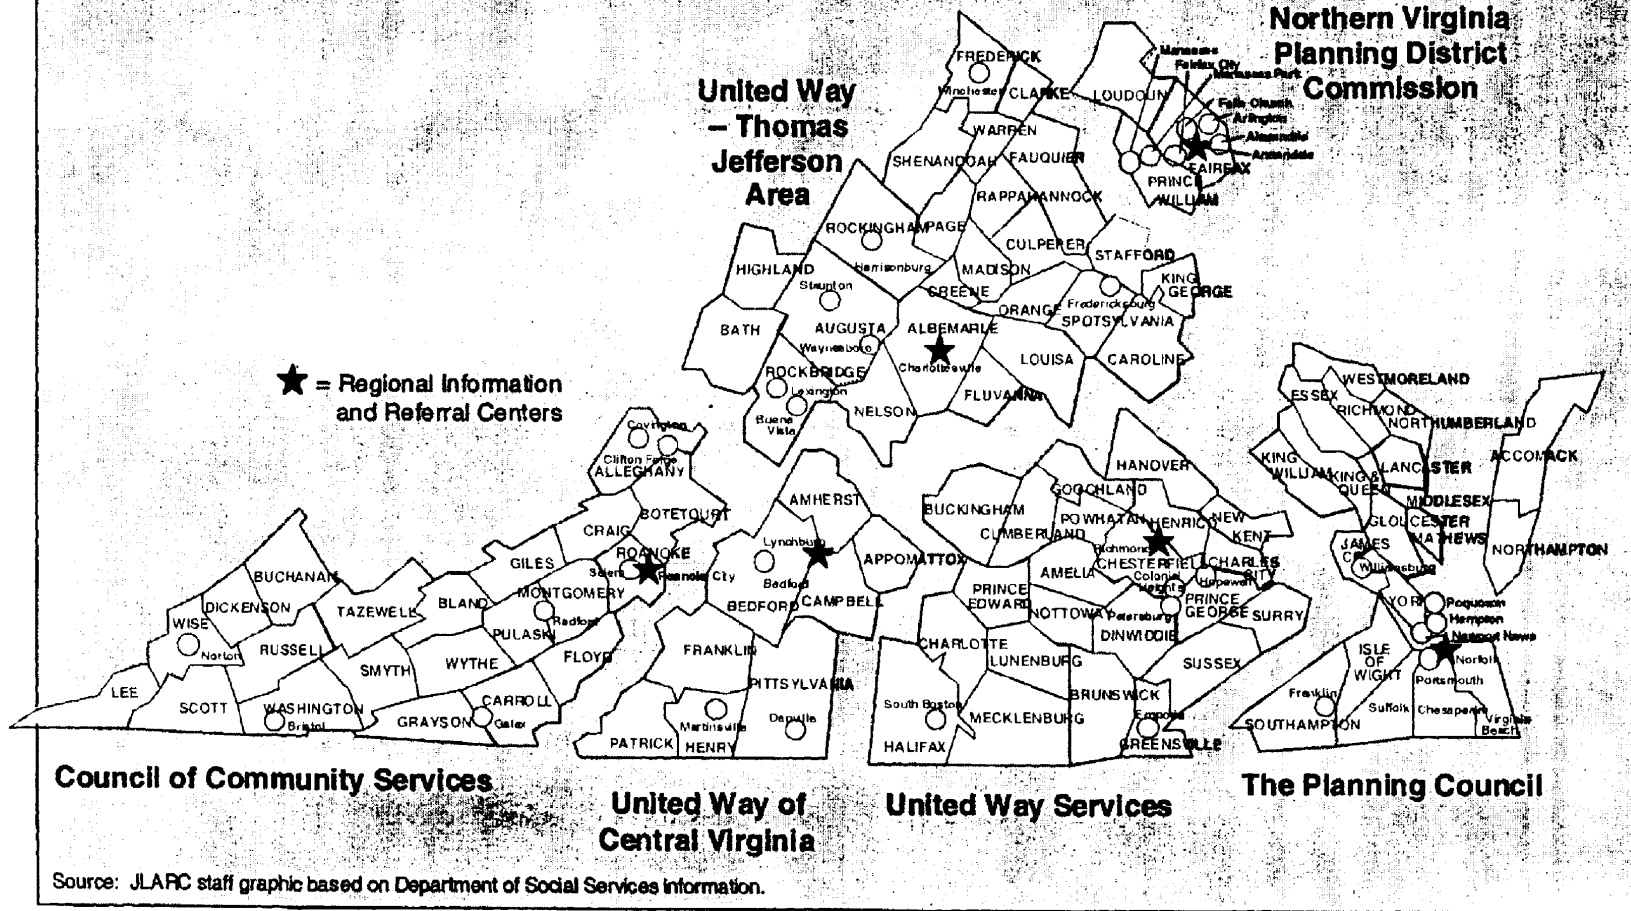 Northern Virginia
Planning District
Commission
United Way
– Thomas
Jefferson
Area
★ = Regional Information
and Referral Centers
FREDERICK
Winchester
CLARKE
LOUDOUN
Manassas
Fairfax City
Manassas Park
Falls Church
Arlington
Alexandria
Annandale
FAIRFAX
PRINCE
WILLIAM
WARREN
SHENANDOAH
FAUQUIER
RAPPAHANNOCK
ROCKINGHAM
PAGE
Harrisonburg
CULPEPER
STAFFORD
HIGHLAND
MADISON
KING
GEORGE
Staunton
GREENE
ORANGE
Fredericksburg
SPOTSYLVANIA
BATH
AUGUSTA
ALBEMARLE
Waynesboro
Charlottesville
LOUISA
CAROLINE
ROCKBRIDGE
Lexington
FLUVANNA
Buena
Vista
NELSON
WESTMORELAND
ESSEX
RICHMOND
NORTHUMBERLAND
ACCOMACK
KING
WILLIAM
KING &
QUEEN
LANCASTER
MIDDLESEX
GLOUCESTER
MATHEWS
NORTHAMPTON
JAMES
CITY
Williamsburg
YORK
Poquoson
Hampton
Newport News
Norfolk
Portsmouth
ISLE
OF
WIGHT
Franklin
Suffolk
Chesapeake
Virginia
Beach
SOUTHAMPTON
Covington
Clifton Forge
ALLEGHANY
BOTETOURT
CRAIG
ROANOKE
Salem
Roanoke City
GILES
MONTGOMERY
Radford
BUCHANAN
DICKENSON
TAZEWELL
BLAND
PULASKI
WISE
Norton
RUSSELL
SMYTH
WYTHE
FLOYD
LEE
SCOTT
WASHINGTON
Bristol
GRAYSON
CARROLL
Galax
AMHERST
Lynchburg
APPOMATTOX
Bedford
BEDFORD
CAMPBELL
FRANKLIN
PITTSYLVANIA
Martinsville
Danville
PATRICK
HENRY
HANOVER
GOOCHLAND
BUCKINGHAM
POWHATAN
HENRICO
NEW
KENT
CUMBERLAND
Richmond
CHESTERFIELD
CHARLES
CITY
AMELIA
Colonial
Heights
Hopewell
PRINCE
EDWARD
NOTTOWAY
Petersburg
PRINCE
GEORGE
SURRY
DINWIDDIE
CHARLOTTE
LUNENBURG
SUSSEX
BRUNSWICK
South Boston
MECKLENBURG
Emporia
HALIFAX
GREENSVILLE
Council of Community Services
United Way of
Central Virginia
United Way Services
The Planning Council
Source: JLARC staff graphic based on Department of Social Services information.